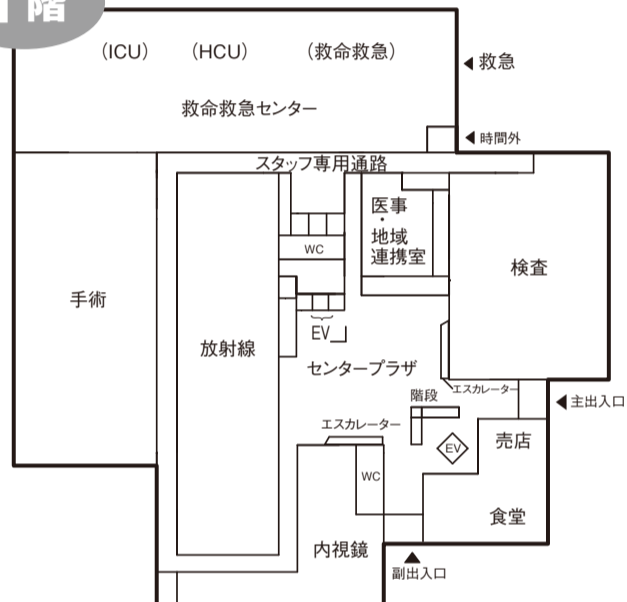 階
（ICU） （HCU） （救命救急）
救急
救命救急センター
時間外
スタッフ専用通路
医事
・
地域
連携室
WC
検査
手術
放射線
EV
センタープラザ
エスカレーター
階段
主出入口
エスカレーター
売店
EV
WC
食堂
内視鏡
副出入口